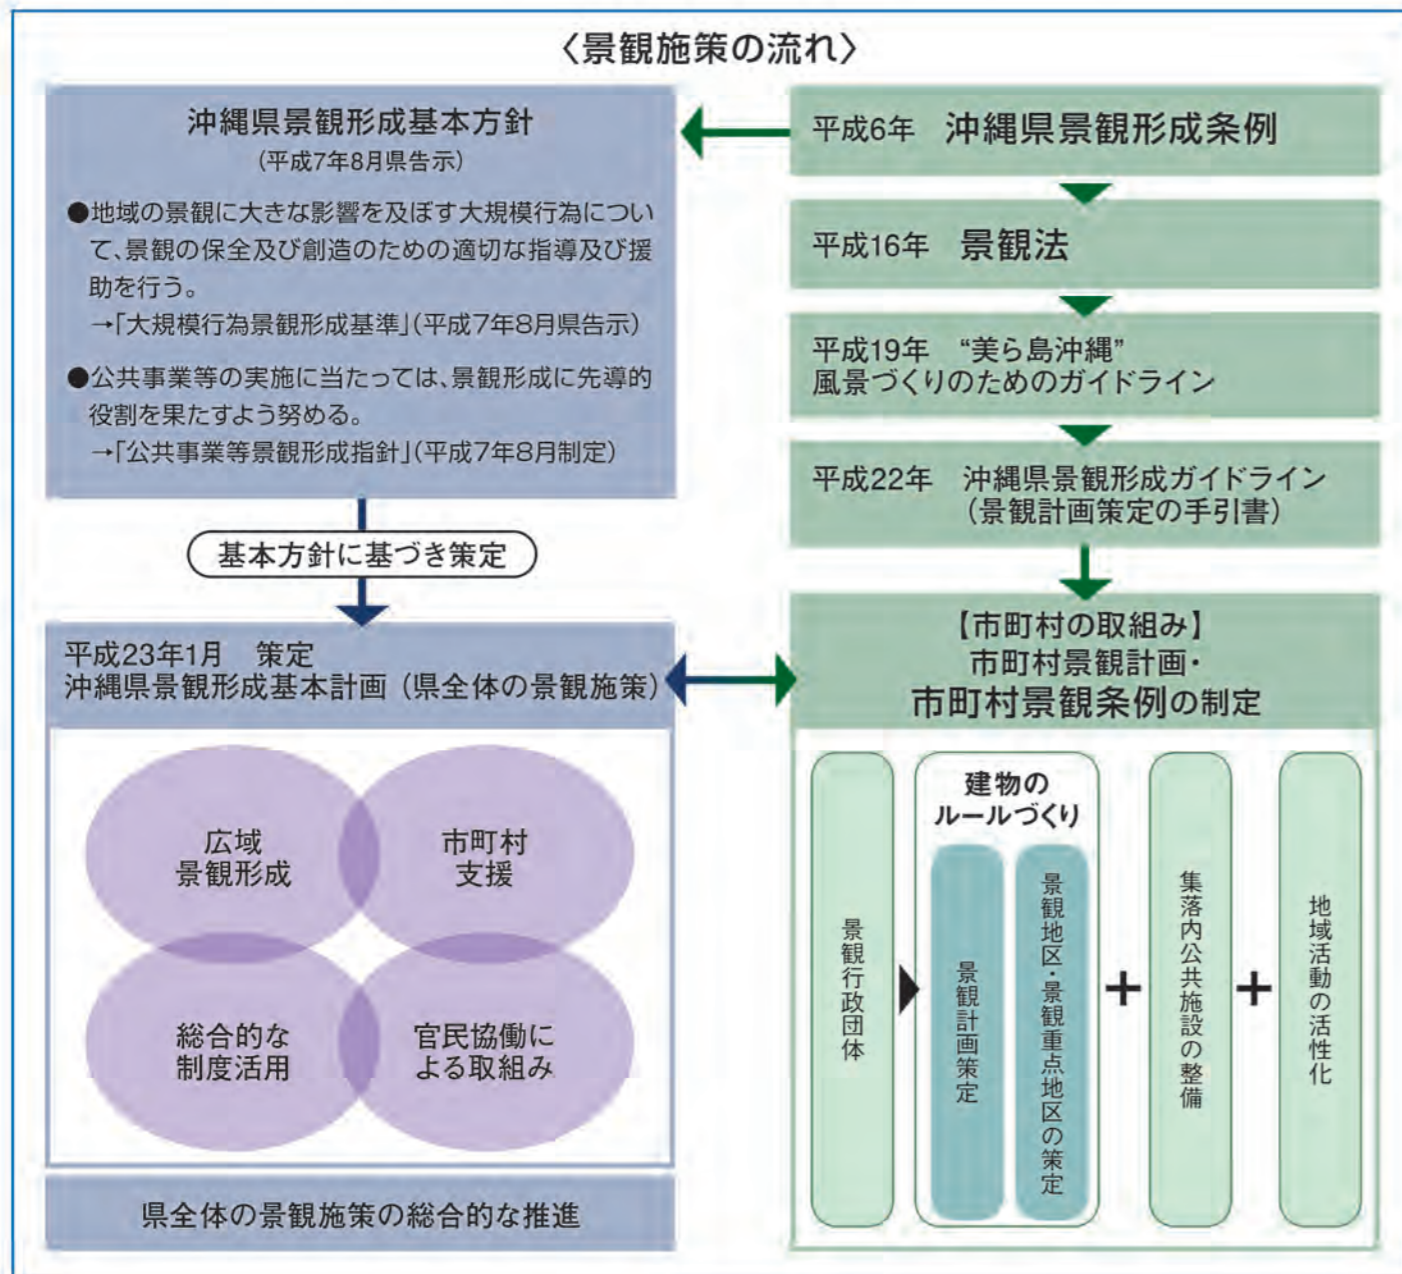 〈景観施策の流れ〉
沖縄県景観形成基本方針
(平成7年8月県告示)
●地域の景観に大きな影響を及ぼす大規模行為につい
て、景観の保全及び創造のための適切な指導及び援
助を行う。
→「大規模行為景観形成基準」(平成7年8月県告示)
●公共事業等の実施に当たっては、景観形成に先導的
役割を果たすよう努める。
→「公共事業等景観形成指針」(平成7年8月制定)
基本方針に基づき策定
平成23年1月 策定
沖縄県景観形成基本計画(県全体の景観施策)
広域
景観形成
市町村
支援
総合的な
制度活用
官民協働に
よる取組み
県全体の景観施策の総合的な推進
平成6年 沖縄県景観形成条例
平成16年 景観法
平成19年 “美ら島沖縄”
風景づくりのためのガイドライン
平成22年 沖縄県景観形成ガイドライン
(景観計画策定の手引書)
【市町村の取組み】
市町村景観計画・
市町村景観条例の制定
景観行政団体
建物の
ルールづくり
景観計画策定
景観地区・景観重点地区の策定
+
集落内公共施設の整備
+
地域活動の活性化